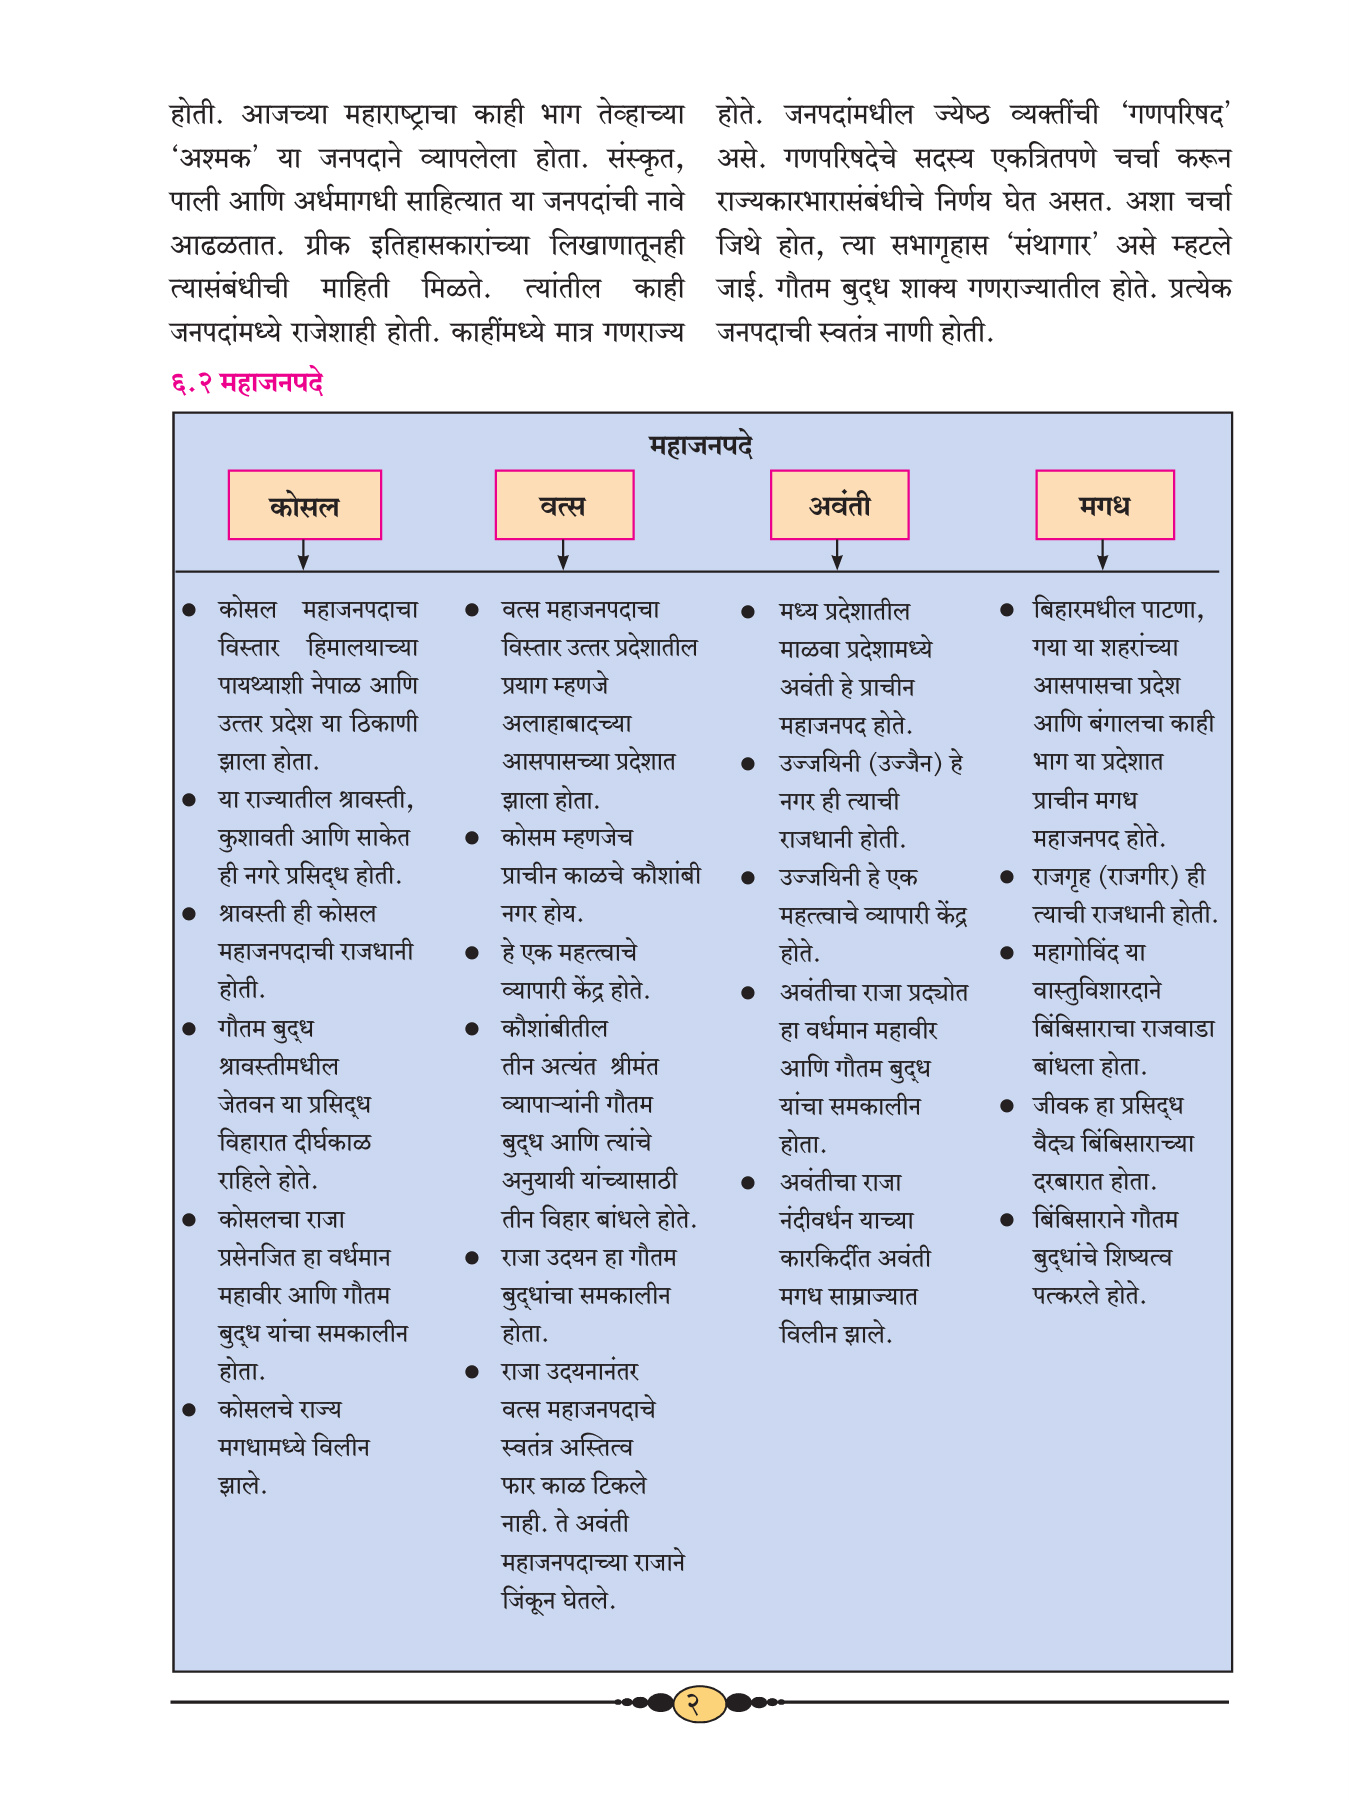 होती. आजच्या महाराष्ट्राचा काही भाग तेव्हाच्या
‘अश्मक’ या जनपदाने व्यापलेला होता. संस्कृत,
पाली आणि अर्धमागधी साहित्यात या जनपदांची नावे
आढळतात. ग्रीक इतिहासकारांच्या लिखाणातूनही
त्यासंबंधीची माहिती मिळते. त्यांतील काही
जनपदांमध्ये राजेशाही होती. काहींमध्ये मात्र गणराज्य
होते. जनपदांमधील ज्येष्ठ व्यक्तींची ‘गणपरिषद’
असे. गणपरिषदेचे सदस्य एकत्रितपणे चर्चा करून
राज्यकारभारासंबंधीचे निर्णय घेत असत. अशा चर्चा
जिथे होत, त्या सभागृहास ‘संथागार’ असे म्हटले
जाई. गौतम बुद्ध शाक्य गणराज्यातील होते. प्रत्येक
जनपदाची स्वतंत्र नाणी होती.
६.२ महाजनपदे
महाजनपदे
कोसल
वत्स
अवंती
मगध
● कोसल महाजनपदाचा
विस्तार हिमालयाच्या
पायथ्याशी नेपाळ आणि
उत्तर प्रदेश या ठिकाणी
झाला होता.
● या राज्यातील श्रावस्ती,
कुशावती आणि साकेत
ही नगरे प्रसिद्ध होती.
● श्रावस्ती ही कोसल
महाजनपदाची राजधानी
होती.
● गौतम बुद्ध
श्रावस्तीमधील
जेतवन या प्रसिद्ध
विहारात दीर्घकाळ
राहिले होते.
● कोसलचा राजा
प्रसेनजित हा वर्धमान
महावीर आणि गौतम
बुद्ध यांचा समकालीन
होता.
● कोसलचे राज्य
मगधामध्ये विलीन
झाले.
● वत्स महाजनपदाचा
विस्तार उत्तर प्रदेशातील
प्रयाग म्हणजे
अलाहाबादच्या
आसपासच्या प्रदेशात
झाला होता.
● कोसम म्हणजेच
प्राचीन काळचे कौशांबी
नगर होय.
● हे एक महत्त्वाचे
व्यापारी केंद्र होते.
● कौशांबीतील
तीन अत्यंत श्रीमंत
व्यापाऱ्यांनी गौतम
बुद्ध आणि त्यांचे
अनुयायी यांच्यासाठी
तीन विहार बांधले होते.
● राजा उदयन हा गौतम
बुद्धांचा समकालीन
होता.
● राजा उदयनानंतर
वत्स महाजनपदाचे
स्वतंत्र अस्तित्व
फार काळ टिकले
नाही. ते अवंती
महाजनपदाच्या राजाने
जिंकून घेतले.
● मध्य प्रदेशातील
माळवा प्रदेशामध्ये
अवंती हे प्राचीन
महाजनपद होते.
● उज्जयिनी (उज्जैन) हे
नगर ही त्याची
राजधानी होती.
● उज्जयिनी हे एक
महत्त्वाचे व्यापारी केंद्र
होते.
● अवंतीचा राजा प्रद्योत
हा वर्धमान महावीर
आणि गौतम बुद्ध
यांचा समकालीन
होता.
● अवंतीचा राजा
नंदीवर्धन याच्या
कारकिर्दीत अवंती
मगध साम्राज्यात
विलीन झाले.
● बिहारमधील पाटणा,
गया या शहरांच्या
आसपासचा प्रदेश
आणि बंगालचा काही
भाग या प्रदेशात
प्राचीन मगध
महाजनपद होते.
● राजगृह (राजगीर) ही
त्याची राजधानी होती.
● महागोविंद या
वास्तुविशारदाने
बिंबिसाराचा राजवाडा
बांधला होता.
● जीवक हा प्रसिद्ध
वैद्य बिंबिसाराच्या
दरबारात होता.
● बिंबिसाराने गौतम
बुद्धांचे शिष्यत्व
पत्करले होते.
२